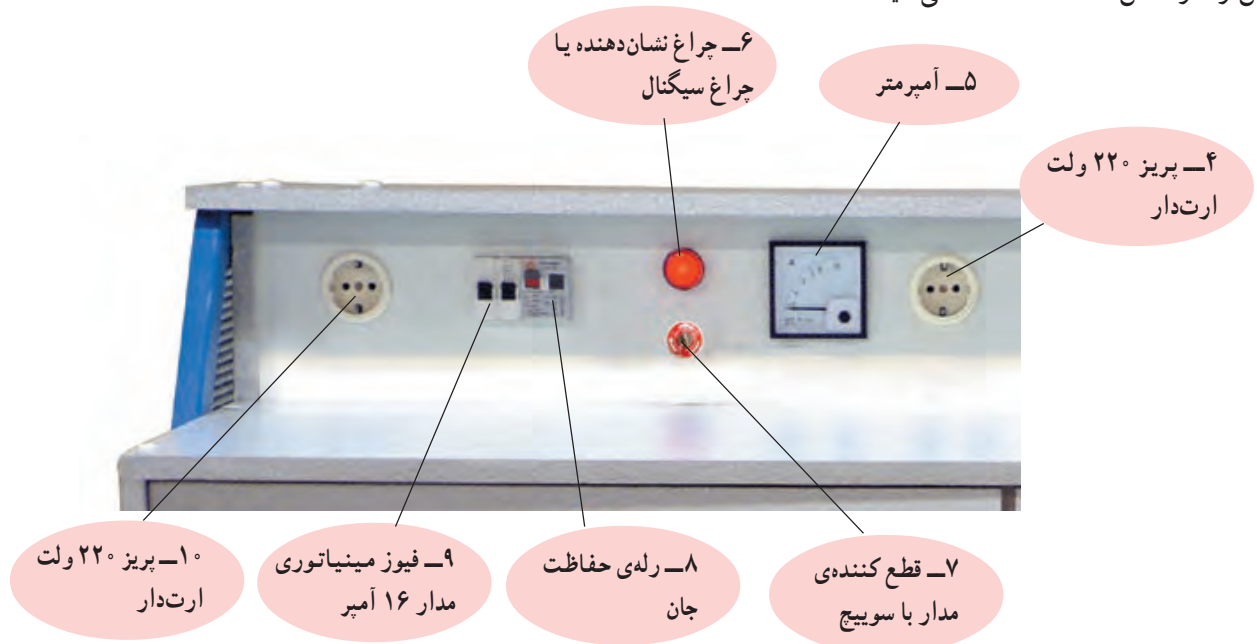 ۶ــ چراغ نشان‌دهنده یا
چراغ سیگنال
۵ــ آمپرمتر
۴ــ پریز ۲۲۰ ولت
ارت‌دار
۱۰ــ پریز ۲۲۰ ولت
ارت‌دار
۹ــ فیوز مینیاتوری
مدار ۱۶ آمپر
۸ــ رله‌ی حفاظت
جان
۷ــ قطع کننده‌ی
مدار با سوییچ